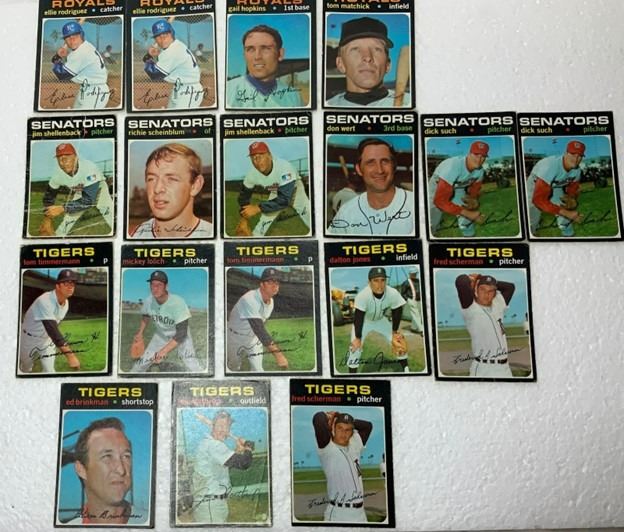 ROYALS
ellie rodriguez • catcher
ROYALS
ellie rodriguez • catcher
ROYALS
gail hopkins 1st base
ROYALS
tom matchick • infield
SENATORS
jim shellenback • pitcher
SENATORS
richie scheinblum • of
SENATORS
jim shellenback • pitcher
SENATORS
don wert • 3rd base
Don Wert
SENATORS
dick such • pitcher
SENATORS
dick such • pitcher
TIGERS
tom timmermann • p
TIGERS
mickey lolich • pitcher
TIGERS
tom timmermann • p
TIGERS
dalton jones • infield
TIGERS
fred scherman • pitcher
TIGERS
ed brinkman • shortstop
TIGERS
outfield
TIGERS
fred scherman • pitcher